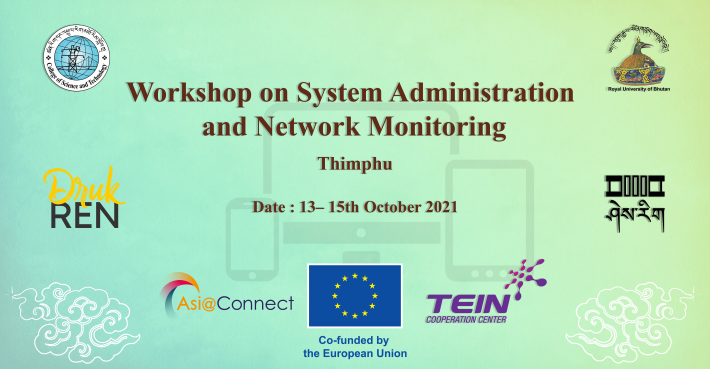 College of Science and Technology
Royal University of Bhutan
Workshop on System Administration
and Network Monitoring
Thimphu
Druk
REN
Date : 13– 15th October 2021
ཤེས་རིག
Asi@Connect
TEIN
COOPERATION CENTER
Co-funded by
the European Union